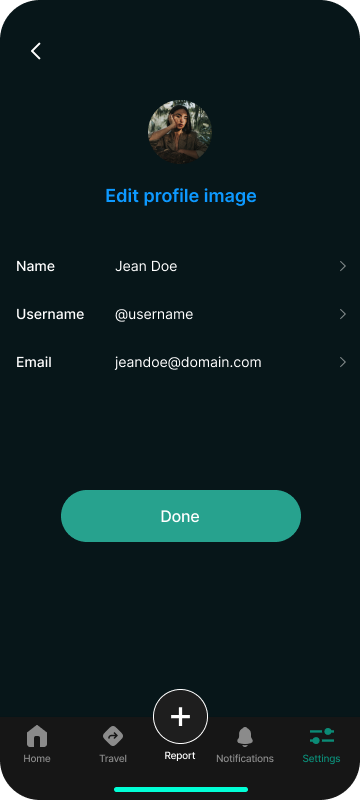 Edit profile image
Name Jean Doe
Username @username
Email jeandoe@domain.com
Done
Home Travel Report Notifications Settings